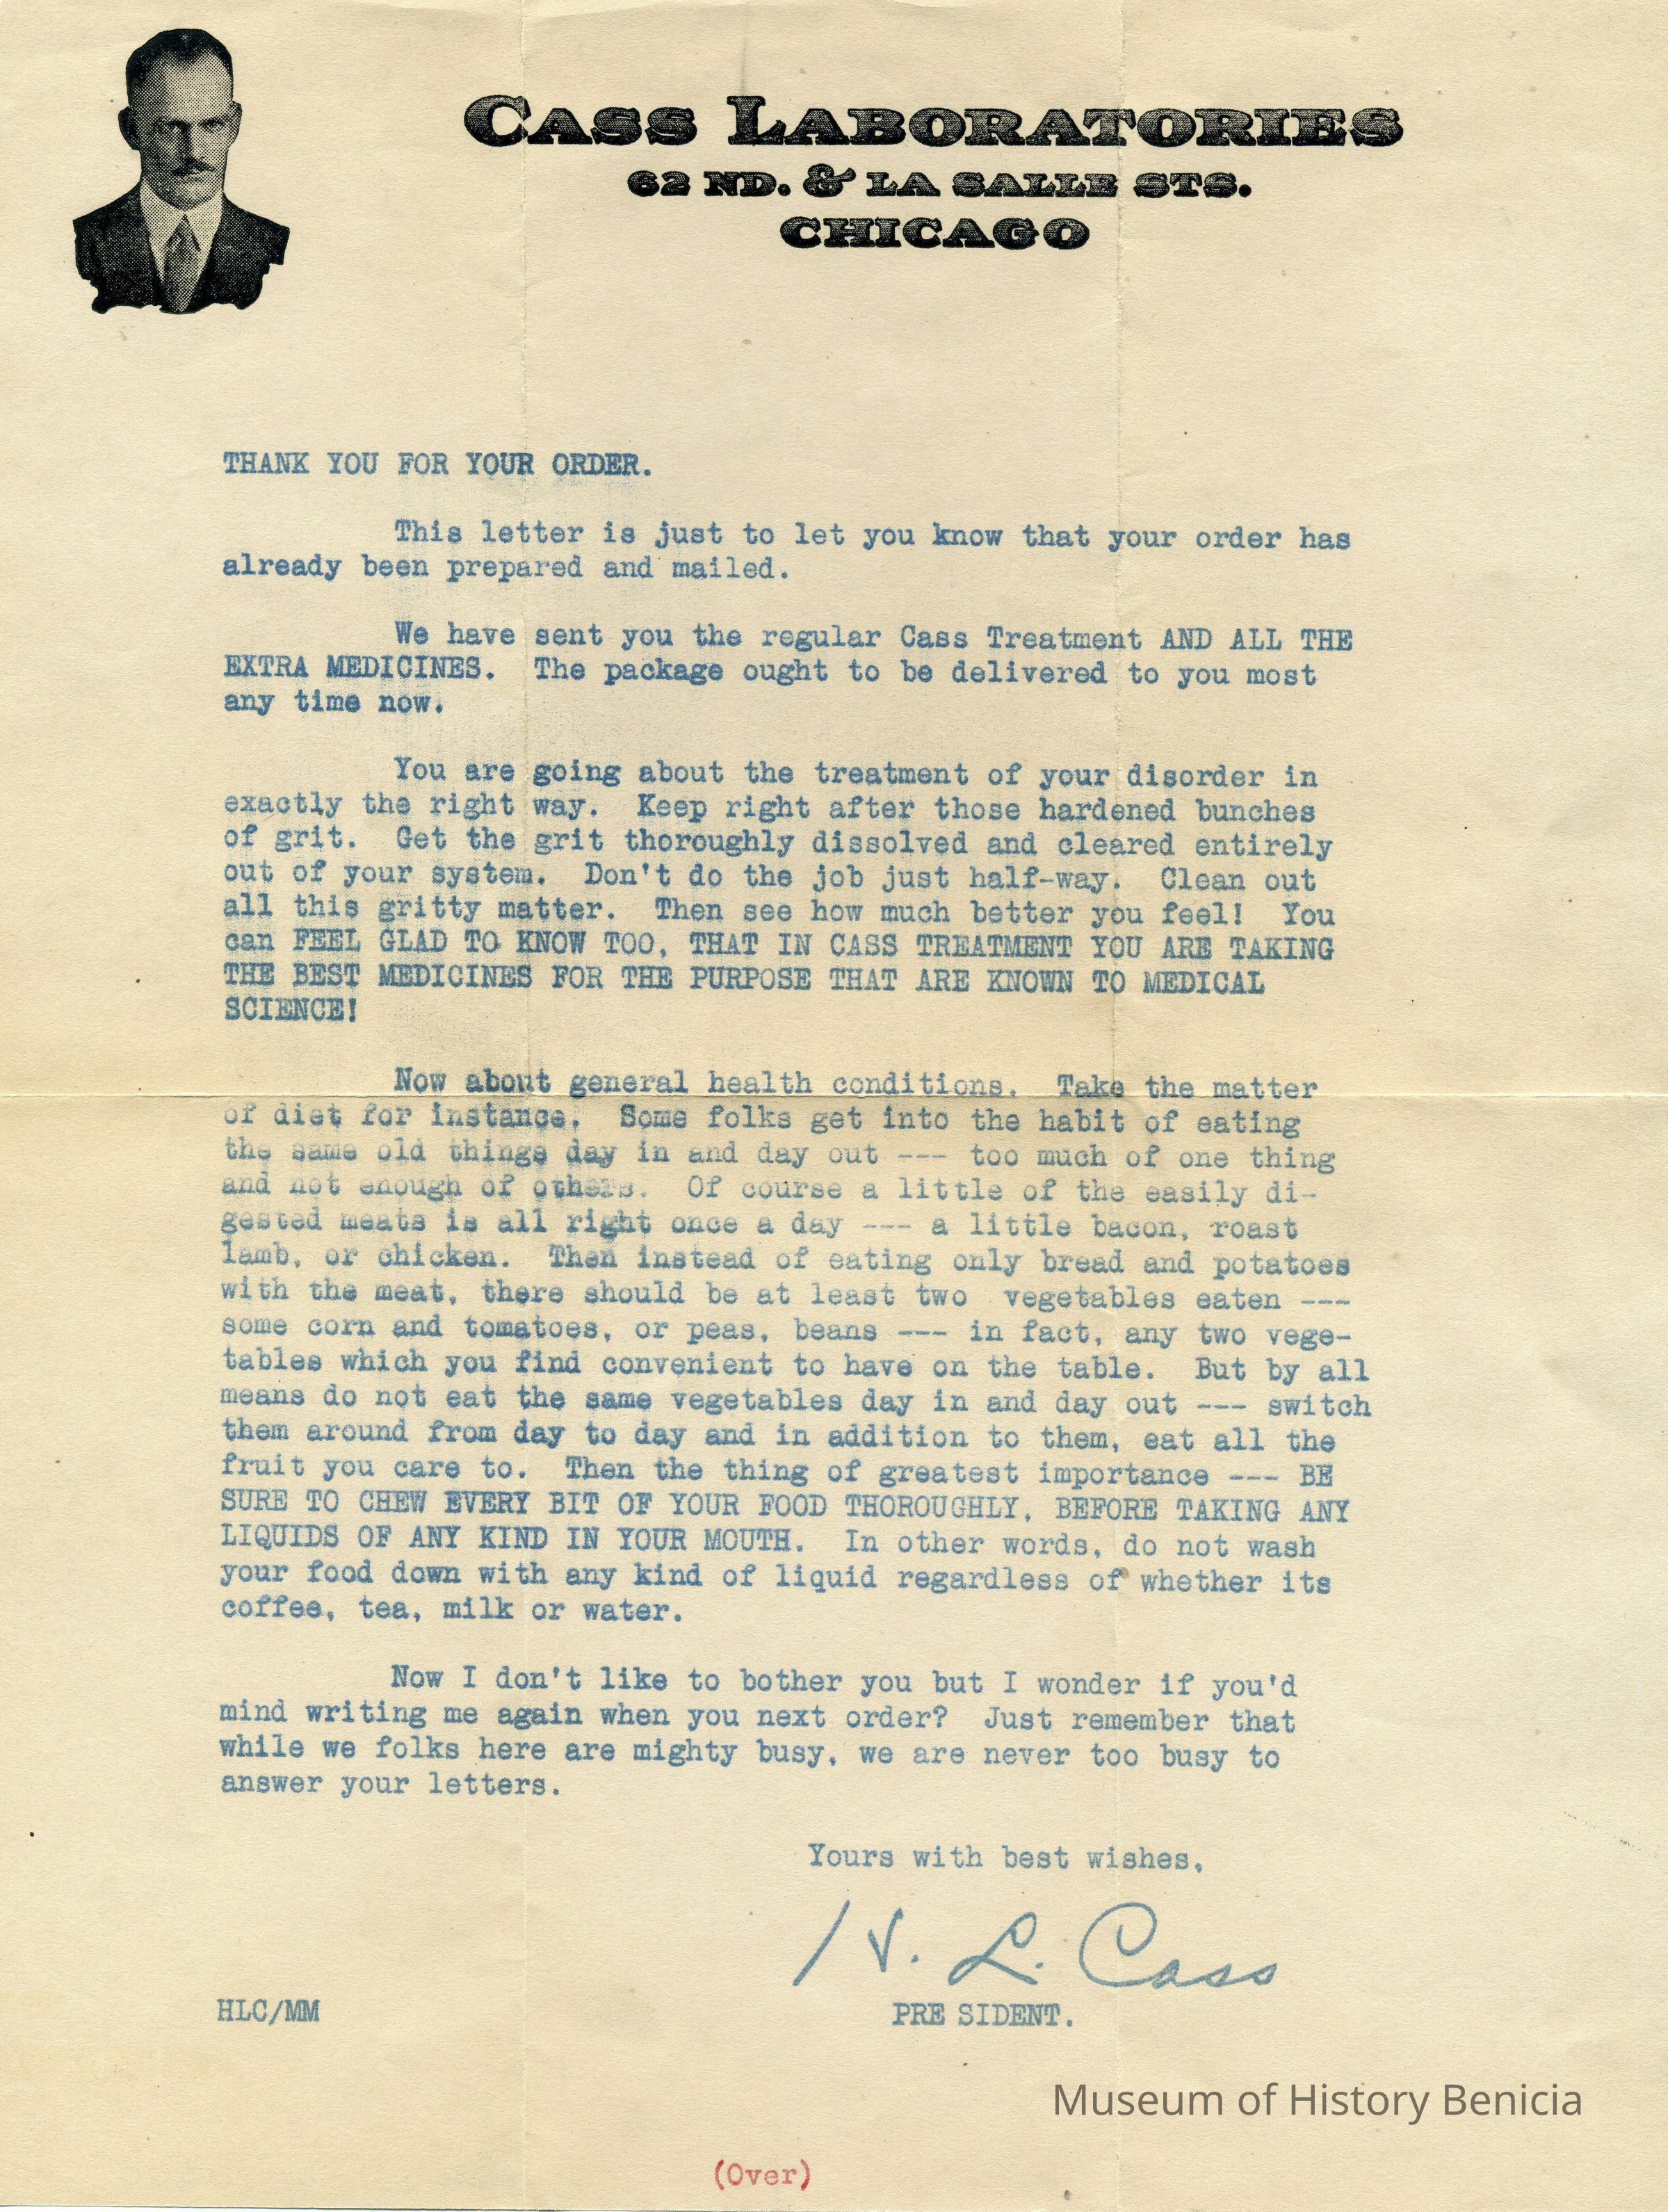 CASS LABORATORIES
62 ND. & LA SALLE STS.
CHICAGO
THANK YOU FOR YOUR ORDER.
This letter is just to let you know that your order has
already been prepared and mailed.
We have sent you the regular Cass Treatment AND ALL THE
EXTRA MEDICINES. The package ought to be delivered to you most
any time now.
You are going about the treatment of your disorder in
exactly the right way. Keep right after those hardened bunches
of grit. Get the grit thoroughly dissolved and cleared entirely
out of your system. Don't do the job just half-way. Clean out
all this gritty matter. Then see how much better you feel! You
can FEEL GLAD TO KNOW TOO, THAT IN CASS TREATMENT YOU ARE TAKING
THE BEST MEDICINES FOR THE PURPOSE THAT ARE KNOWN TO MEDICAL
SCIENCE!
Now about general health conditions. Take the matter
of diet for instance. Some folks get into the habit of eating
the same old things day in and day out --- too much of one thing
and not enough of others. Of course a little of the easily di-
gested meats is all right once a day --- a little bacon, roast
lamb, or chicken. Then instead of eating only bread and potatoes
with the meat, there should be at least two vegetables eaten ---
some corn and tomatoes, or peas, beans --- in fact, any two vege-
tables which you find convenient to have on the table. But by all
means do not eat the same vegetables day in and day out --- switch
them around from day to day and in addition to them, eat all the
fruit you care to. Then the thing of greatest importance --- BE
SURE TO CHEW EVERY BIT OF YOUR FOOD THOROUGHLY, BEFORE TAKING ANY
LIQUIDS OF ANY KIND IN YOUR MOUTH. In other words, do not wash
your food down with any kind of liquid regardless of whether its
coffee, tea, milk or water.
Now I don't like to bother you but I wonder if you'd
mind writing me again when you next order? Just remember that
while we folks here are mighty busy, we are never too busy to
answer your letters.
Yours with best wishes,
H. L. Cass
HLC/MM PRE SIDENT.
Museum of History Benicia
(Over)